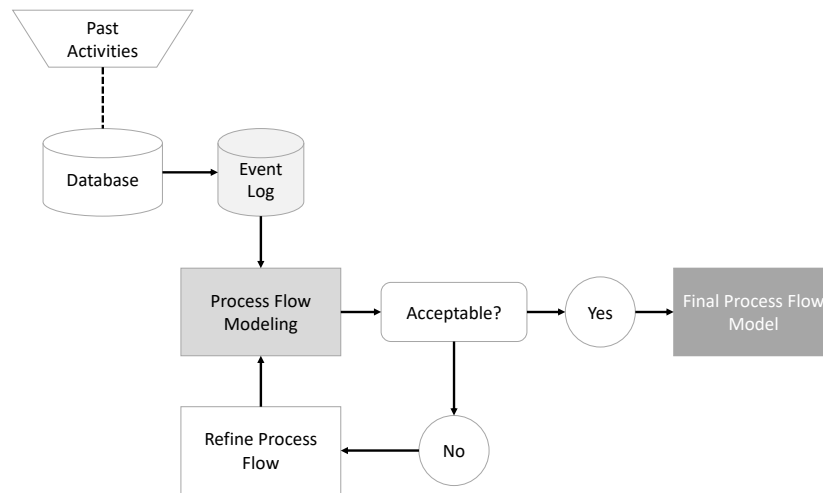 Past
Activities
Database
Event
Log
Process Flow
Modeling
Acceptable?
Yes
Final Process Flow
Model
Refine Process
Flow
No